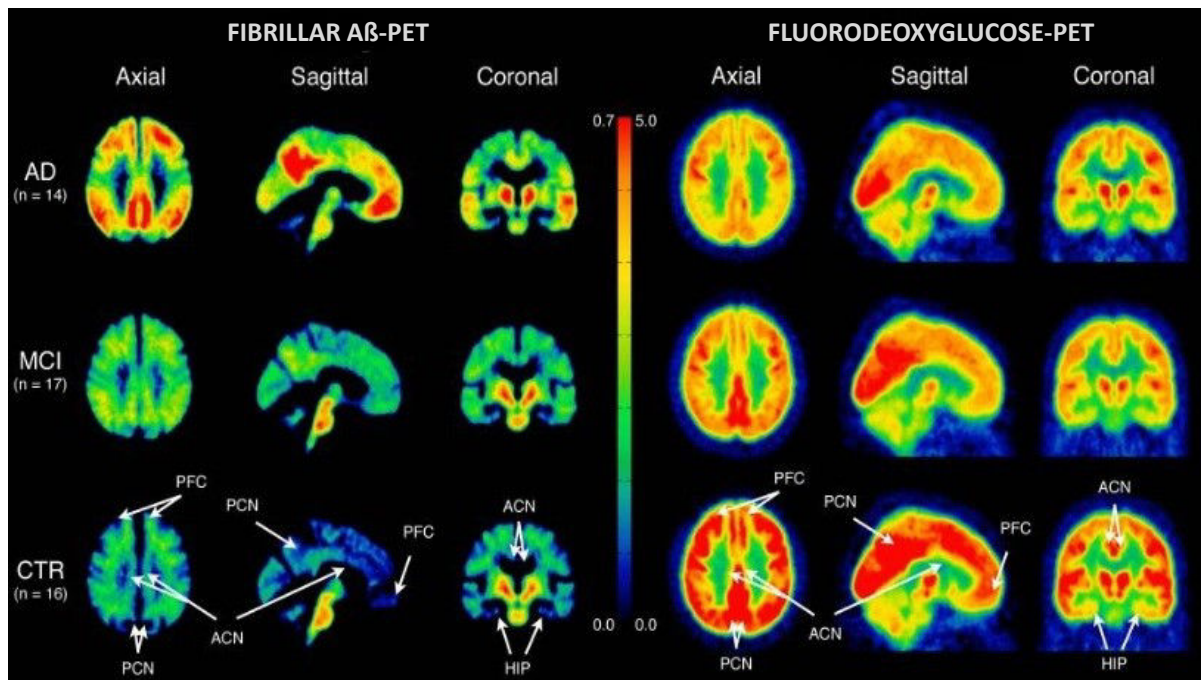 FIBRILLAR Aß-PET
FLUORODEOXYGLUCOSE-PET
Axial
Sagittal
Coronal
Axial
Sagittal
Coronal
0.7
5.0
AD
(n = 14)
MCI
(n = 17)
PFC
PCN
PFC
ACN
PFC
PCN
PFC
ACN
CTR
(n = 16)
0.0
0.0
PCN
ACN
HIP
PCN
ACN
HIP